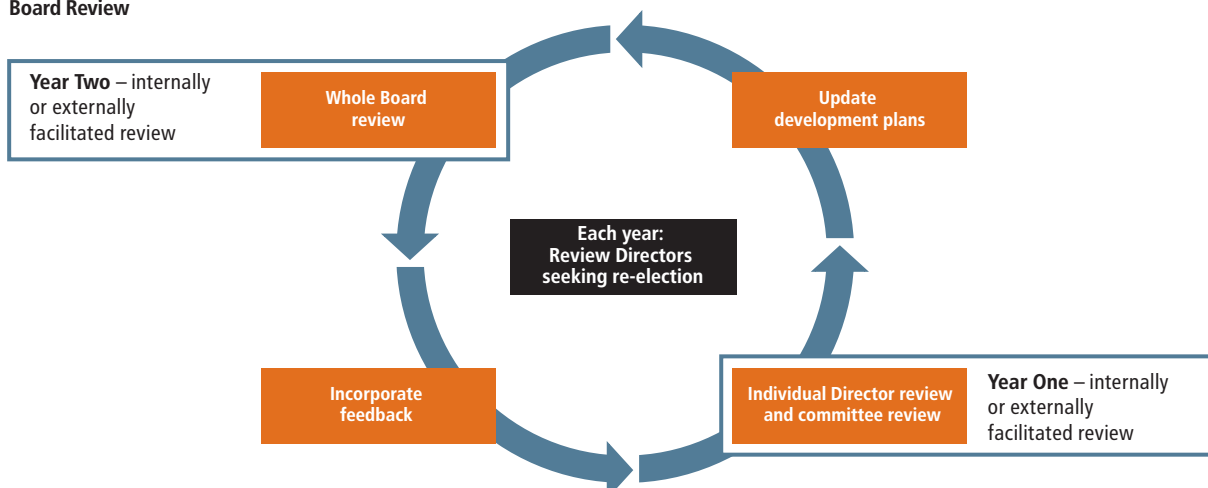 Board Review
Year Two – internally
or externally
facilitated review
Whole Board
review
Update
development plans
Each year:
Review Directors
seeking re-election
Incorporate
feedback
Individual Director review
and committee review
Year One – internally
or externally
facilitated review